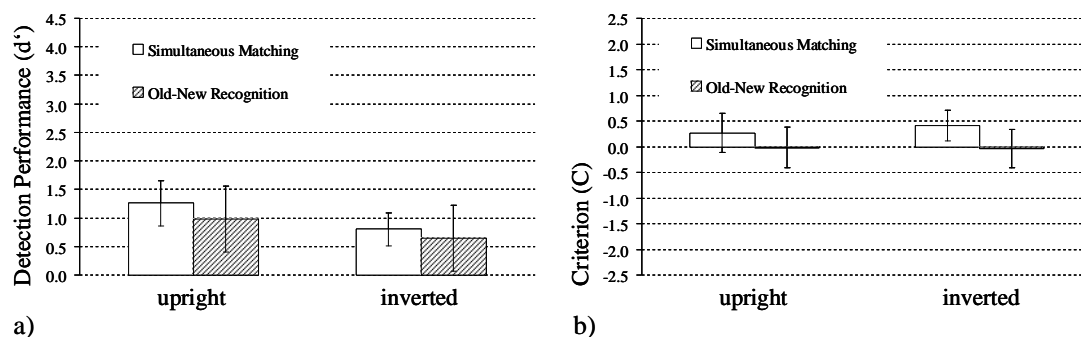 Detection Performance (d‘)
4.5
4.0
3.5
3.0
2.5
2.0
1.5
1.0
0.5
0.0
Simultaneous Matching
Old-New Recognition
upright inverted
a)
Criterion (C)
2.5
2.0
1.5
1.0
0.5
0.0
-0.5
-1.0
-1.5
-2.0
-2.5
Simultaneous Matching
Old-New Recognition
upright inverted
b)